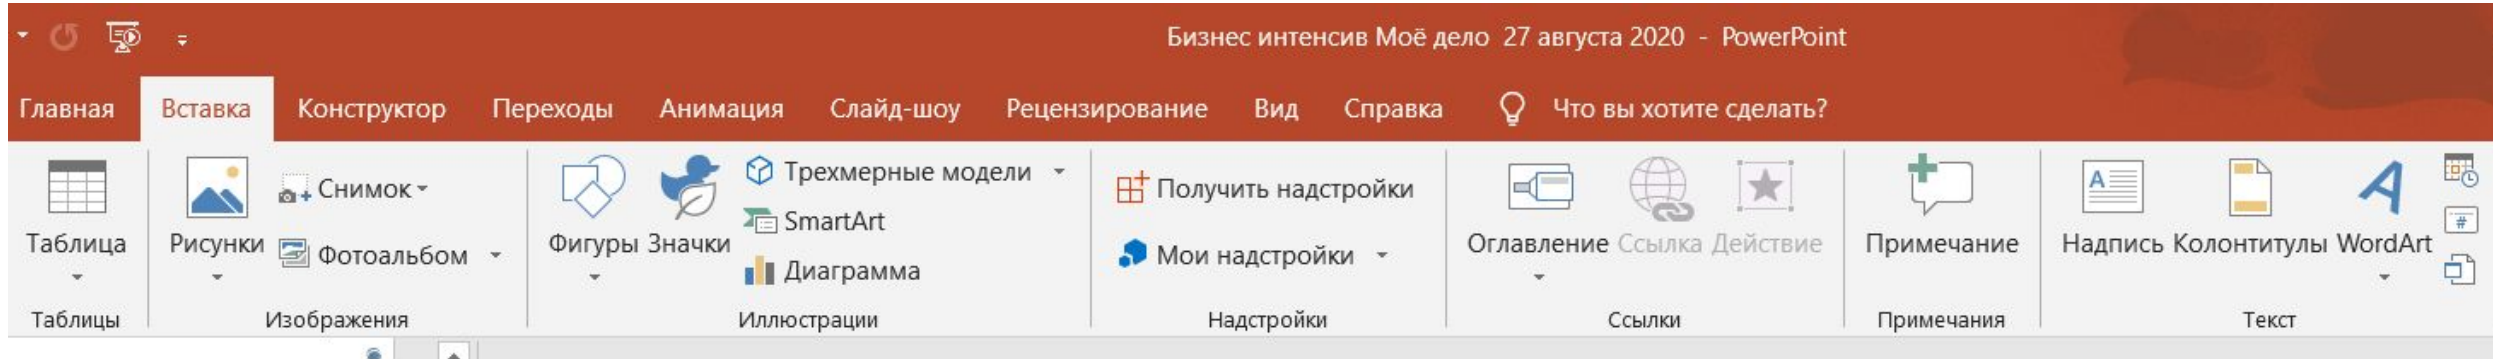 Бизнес интенсив Моё дело 27 августа 2020 - PowerPoint
Главная Вставка Конструктор Переходы Анимация Слайд-шоу Рецензирование Вид Справка Что вы хотите сделать?
Таблица
Таблицы
Рисунки
Снимок
Фотоальбом
Изображения
Фигуры
Значки
Трехмерные модели
SmartArt
Диаграмма
Иллюстрации
Получить надстройки
Мои надстройки
Надстройки
Оглавление
Ссылка
Действие
Ссылки
Примечание
Примечания
Надпись
Колонтитулы
WordArt
Текст